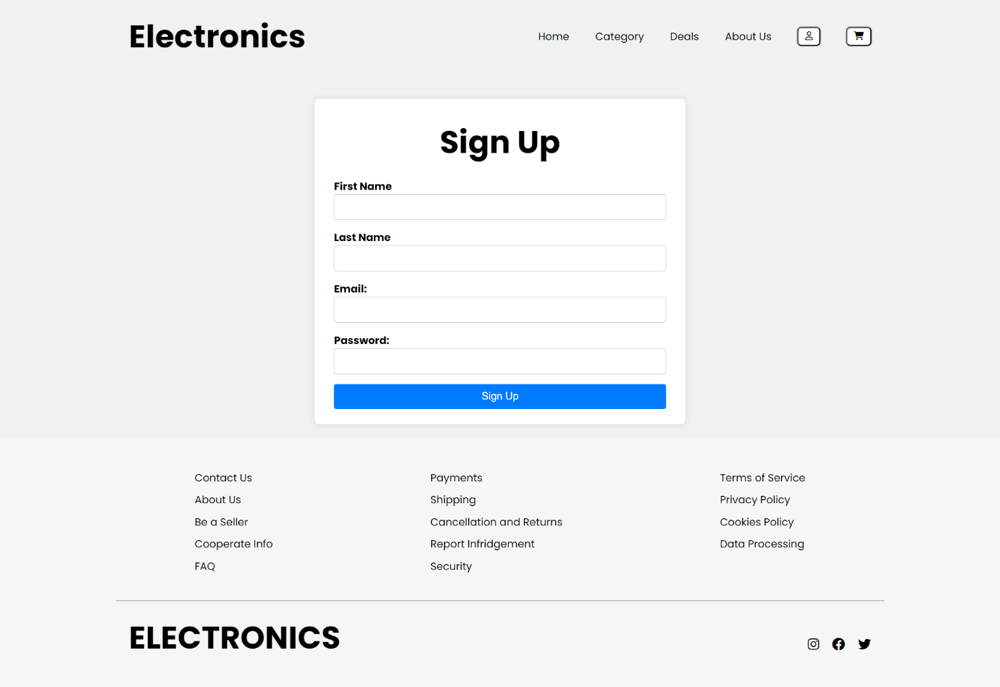 Electronics
Home Category Deals About Us
Sign Up
First Name
Last Name
Email:
Password:
Sign Up
Contact Us
About Us
Be a Seller
Cooperate Info
FAQ
Payments
Shipping
Cancellation and Returns
Report Infridgement
Security
Terms of Service
Privacy Policy
Cookies Policy
Data Processing
ELECTRONICS